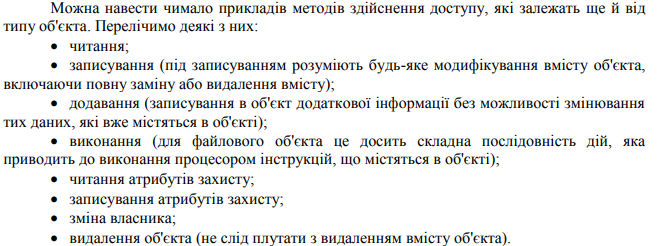 Можна навести чимало прикладів методів здійснення доступу, які залежать ще й від
типу об'єкта. Перелічимо деякі з них:
• читання;
• записування (під записуванням розуміють будь-яке модифікування вмісту об'єкта,
включаючи повну заміну або видалення вмісту);
• додавання (записування в об'єкт додаткової інформації без можливості змінювання
тих даних, які вже містяться в об'єкті);
• виконання (для файлового об'єкта це досить складна послідовність дій, яка
приводить до виконання процесором інструкцій, що містяться в об'єкті);
• читання атрибутів захисту;
• записування атрибутів захисту;
• зміна власника;
• видалення об'єкта (не слід плутати з видаленням вмісту об'єкта).